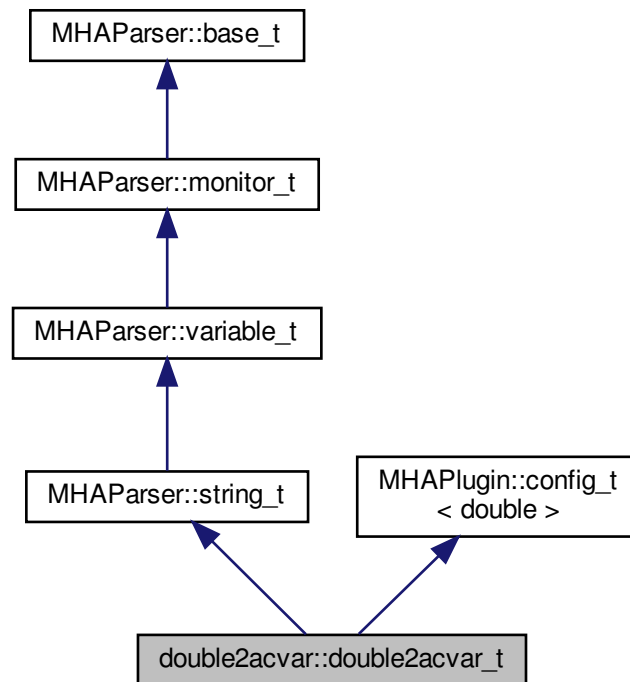 MHAParser::base_t
MHAParser::monitor_t
MHAParser::variable_t
MHAParser::string_t
MHAPlugin::config_t
< double >
double2acvar::double2acvar_t